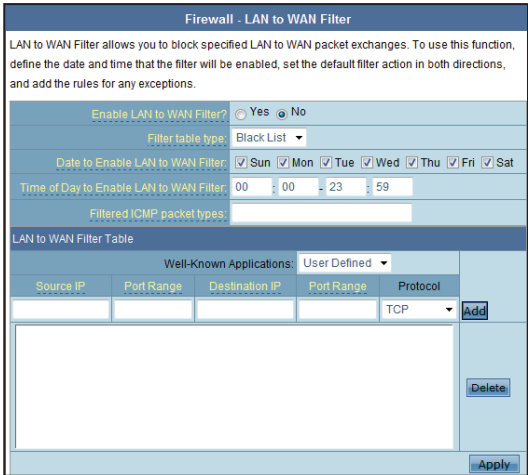 Firewall - LAN to WAN Filter
LAN to WAN Filter allows you to block specified LAN to WAN packet exchanges. To use this function,
define the date and time that the filter will be enabled, set the default filter action in both directions,
and add the rules for any exceptions.
Enable LAN to WAN Filter? Yes No
Filter table type: Black List
Date to Enable LAN to WAN Filter: Sun Mon Tue Wed Thu Fri Sat
Time of Day to Enable LAN to WAN Filter: 00 : 00 - 23 : 59
Filtered ICMP packet types:
LAN to WAN Filter Table
Well-Known Applications: User Defined
Source IP Port Range Destination IP Port Range Protocol
TCP Add
Delete
Apply